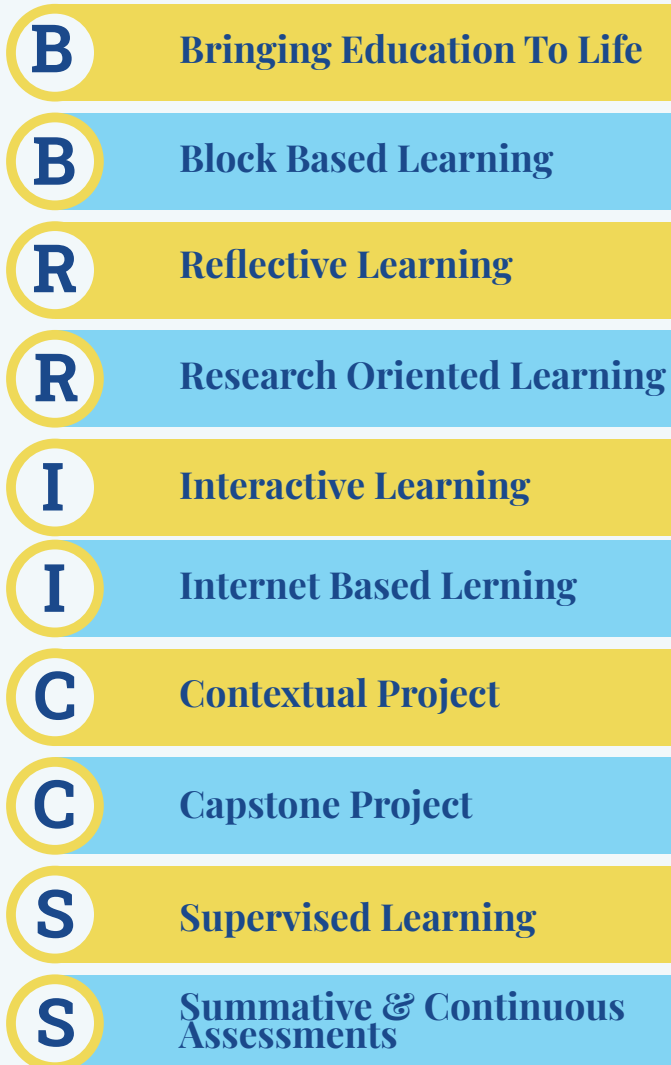 B Bringing Education To Life
B Block Based Learning
R Reflective Learning
R Research Oriented Learning
I Interactive Learning
I Internet Based Lerning
C Contextual Project
C Capstone Project
S Supervised Learning
S Summative & Continuous
Assessments